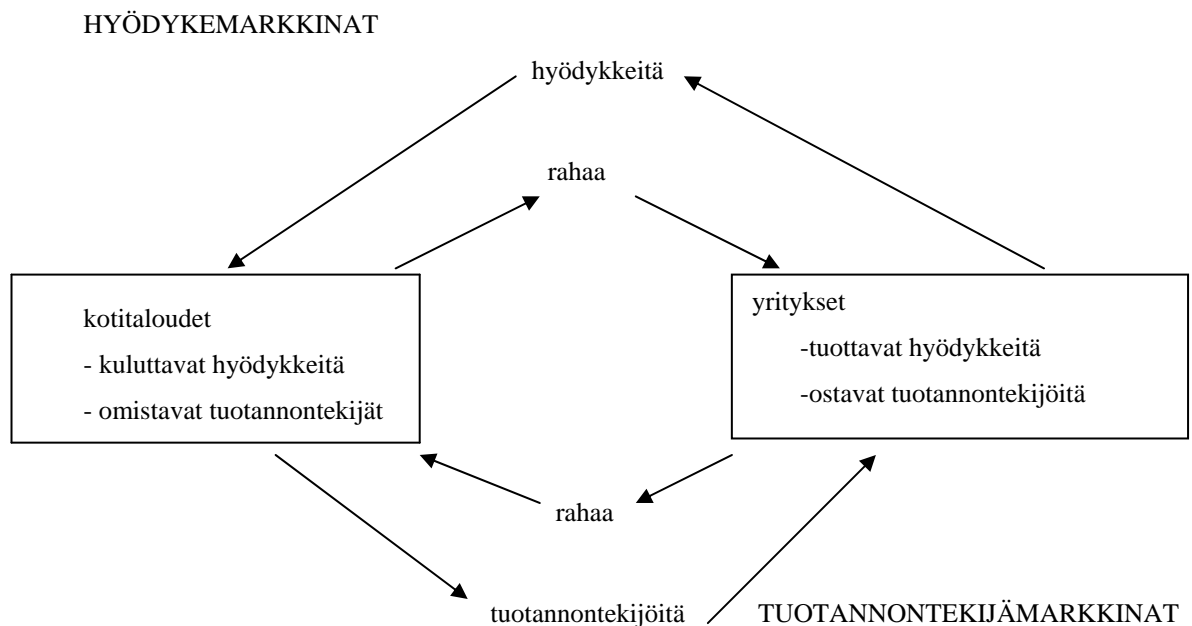 HYÖDYKEMARKKINAT
hyödykkeitä
rahaa
kotitaloudet
- kuluttavat hyödykkeitä
- omistavat tuotannontekijät
yritykset
-tuottavat hyödykkeitä
-ostavat tuotannontekijöitä
rahaa
tuotannontekijöitä
TUOTANNONTEKIJÄMARKKINAT